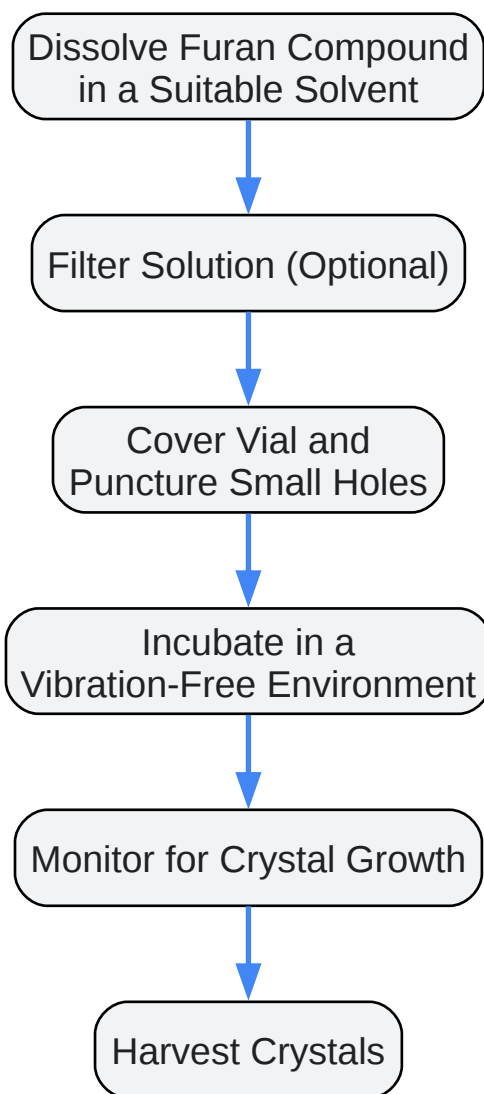 Dissolve Furan Compound
in a Suitable Solvent
Filter Solution (Optional)
Cover Vial and
Puncture Small Holes
Incubate in a
Vibration-Free Environment
Monitor for Crystal Growth
Harvest Crystals